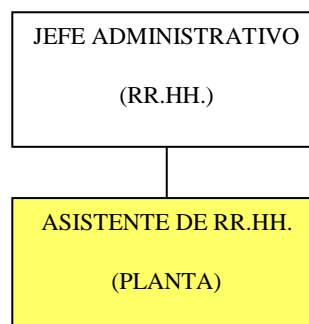 JEFE ADMINISTRATIVO
(RR.HH.)
ASISTENTE DE RR.HH.
(PLANTA)